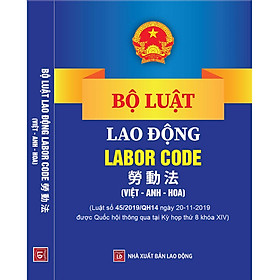 BỘ LUẬT LAO ĐỘNG LABOR CODE 勞動法
(VIỆT - ANH - HOA)
BỘ LUẬT
LAO ĐỘNG
LABOR CODE
勞動法
(VIỆT - ANH - HOA)
(Luật số 45/2019/QH14 ngày 20-11-2019
được Quốc hội thông qua tại Kỳ họp thứ 8 khóa XIV)
LĐ
LĐ
NHÀ XUẤT BẢN LAO ĐỘNG